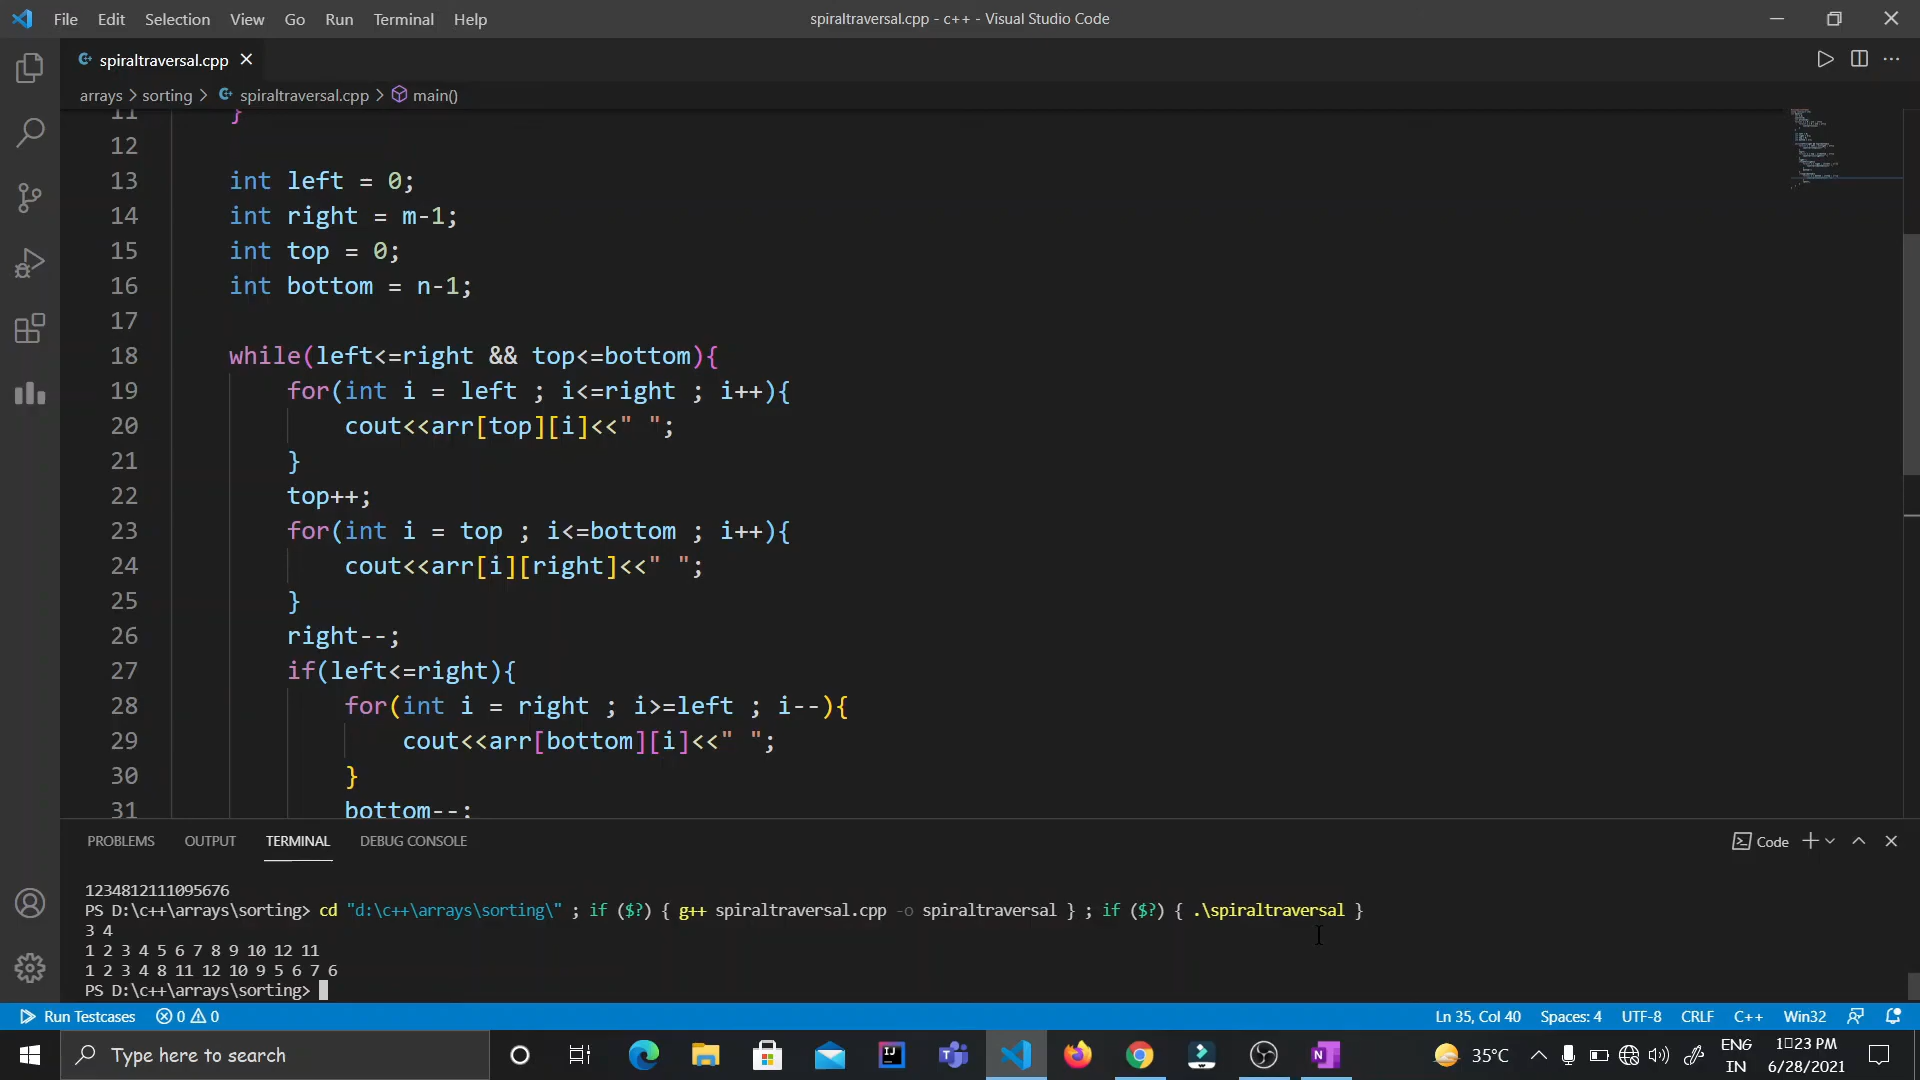 File Edit Selection View Go Run Terminal Help
spiraltraversal.cpp - c++ - Visual Studio Code
spiraltraversal.cpp
arrays > sorting > spiraltraversal.cpp > main()
11 }
12
13 int left = 0;
14 int right = m-1;
15 int top = 0;
16 int bottom = n-1;
17
18 while(left<=right && top<=bottom){
19 for(int i = left ; i<=right ; i++){
20 cout<<arr[top][i]<<" ";
21 }
22 top++;
23 for(int i = top ; i<=bottom ; i++){
24 cout<<arr[i][right]<<" ";
25 }
26 right--;
27 if(left<=right){
28 for(int i = right ; i>=left ; i--){
29 cout<<arr[bottom][i]<<" ";
30 }
31 bottom--;
PROBLEMS OUTPUT TERMINAL DEBUG CONSOLE
Code
1234812111095676
PS D:\c++\arrays\sorting> cd "d:\c++\arrays\sorting\" ; if ($?) { g++ spiraltraversal.cpp -o spiraltraversal } ; if ($?) { .\spiraltraversal }
3 4
1 2 3 4 5 6 7 8 9 10 12 11
1 2 3 4 8 11 12 10 9 5 6 7 6
PS D:\c++\arrays\sorting>
Run Testcases 0 0
Ln 35, Col 40 Spaces: 4 UTF-8 CRLF C++ Win32
Type here to search
35°C
ENG
IN
1:23 PM
6/28/2021